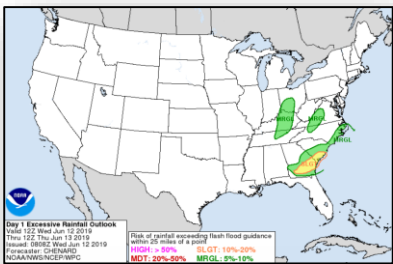 MRGL
MRGL
MRGL
SLGT
NOAA
Day 1 Excessive Rainfall Outlook
Valid 12Z Wed Jun 12 2019
Thru 12Z Thu Jun 13 2019
Issued: 0808Z Wed Jun 12 2019
Forecaster: CHENARD
NOAA/NWS/NCEP/WPC
Risk of rainfall exceeding flash flood guidance
within 25 miles of a point
HIGH: > 50% SLGT: 10%-20%
MDT: 20%-50% MRGL: 5%-10%